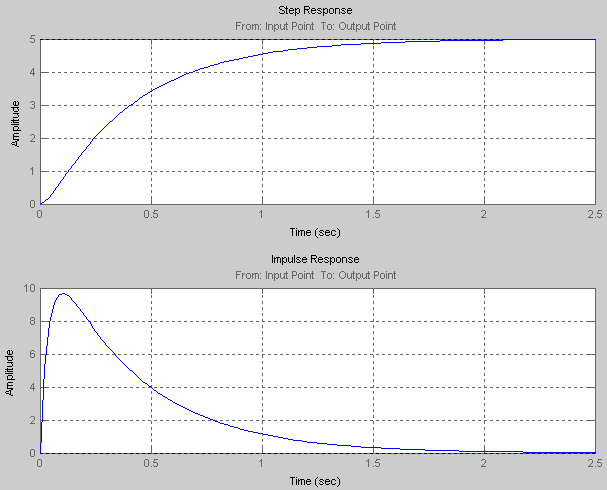 Step Response
From: Input Point To: Output Point
5
4
3
2
1
0
Amplitude
0 0.5 1 1.5 2 2.5
Time (sec)
Impulse Response
From: Input Point To: Output Point
10
8
6
4
2
0
Amplitude
0 0.5 1 1.5 2 2.5
Time (sec)